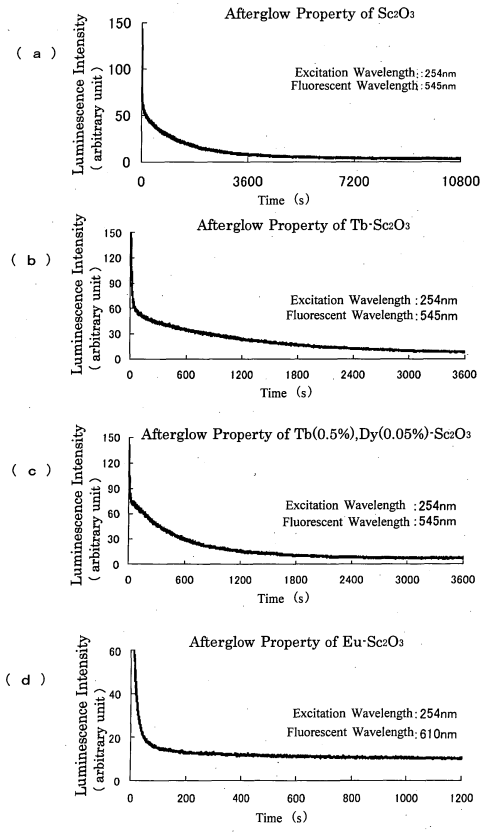 Afterglow Property of Sc2O3
( a )
Luminescence Intensity
( arbitrary unit )
150
100
50
0
Excitation Wavelength : 254nm
Fluorescent Wavelength : 545nm
0 3600 7200 10800
Time (s)
Afterglow Property of Tb-Sc2O3
( b )
Luminescence Intensity
( arbitrary unit )
150
120
90
60
30
0
Excitation Wavelength : 254nm
Fluorescent Wavelength : 545nm
0 600 1200 1800 2400 3000 3600
Time (s)
Afterglow Property of Tb(0.5%),Dy(0.05%)-Sc2O3
( c )
Luminescence Intensity
( arbitrary unit )
150
120
90
60
30
0
Excitation Wavelength : 254nm
Fluorescent Wavelength : 545nm
0 600 1200 1800 2400 3000 3600
Time (s)
Afterglow Property of Eu-Sc2O3
( d )
Luminescence Intensity
( arbitrary unit )
60
40
20
0
Excitation Wavelength : 254nm
Fluorescent Wavelength : 610nm
0 200 400 600 800 1000 1200
Time (s)